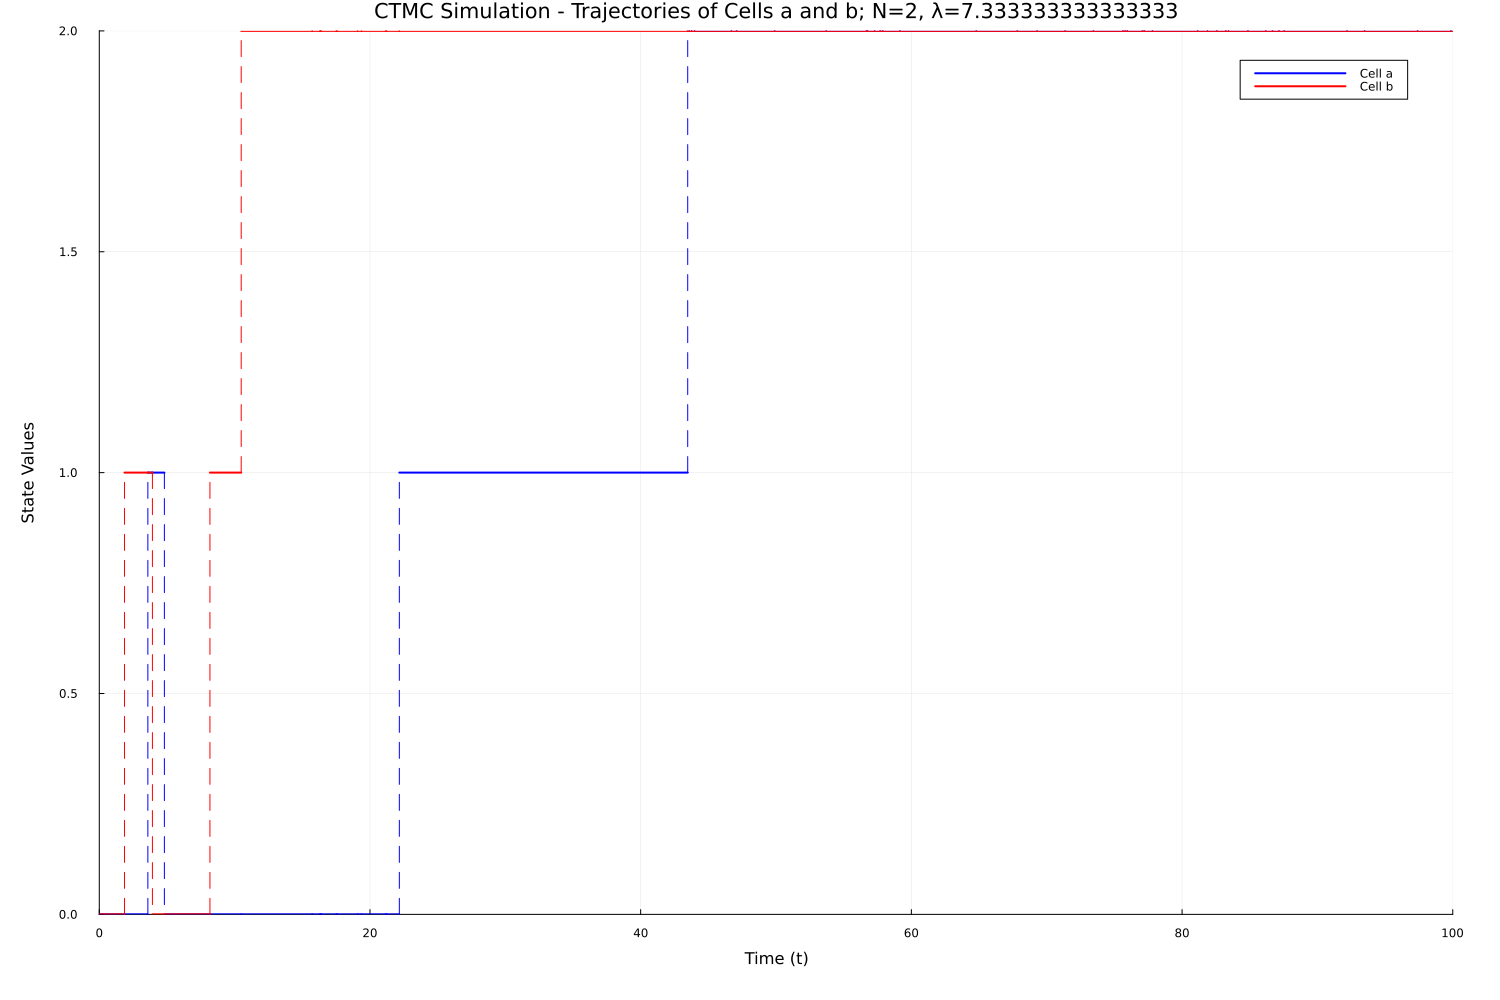 CTMC Simulation - Trajectories of Cells a and b; N=2, λ=7.333333333333333
2.0
Cell a
Cell b
1.5
1.0
State Values
0.5
0.0
0 20 40 60 80 100
Time (t)